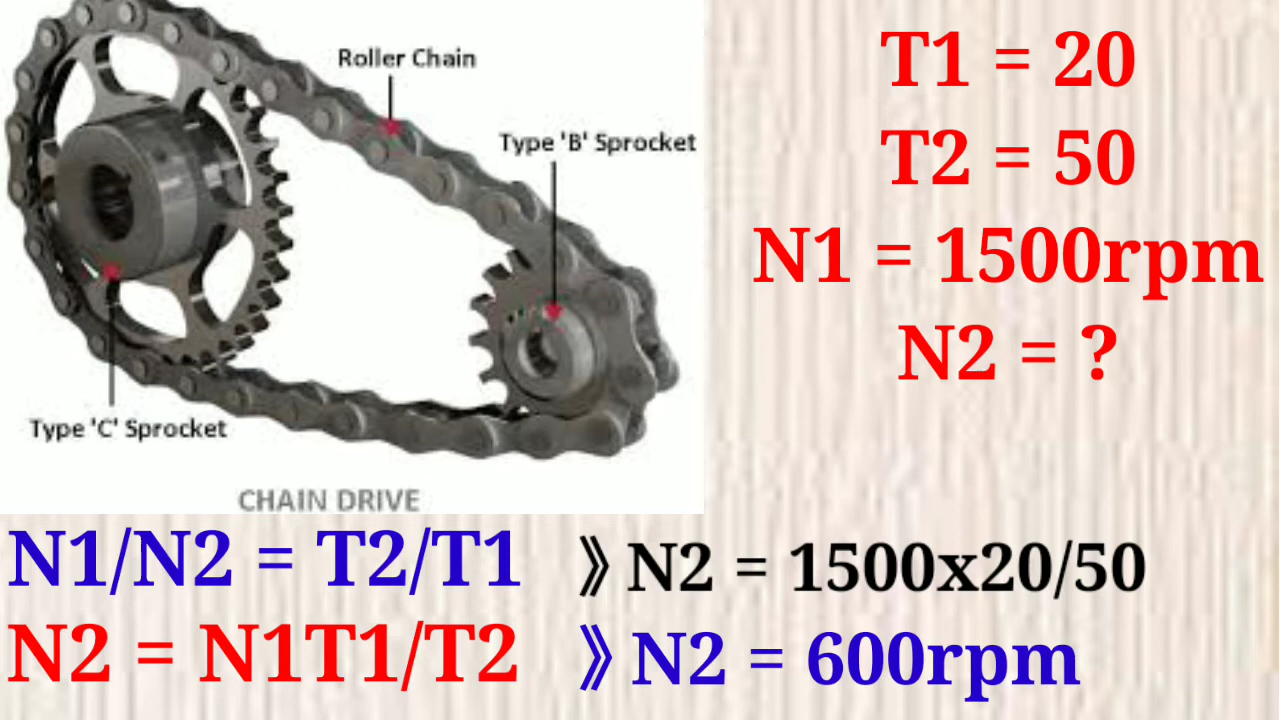 Roller Chain
Type 'B' Sprocket
Type 'C' Sprocket
CHAIN DRIVE
T1 = 20
T2 = 50
N1 = 1500rpm
N2 = ?
N1/N2 = T2/T1
N2 = N1T1/T2
》N2 = 1500x20/50
》N2 = 600rpm